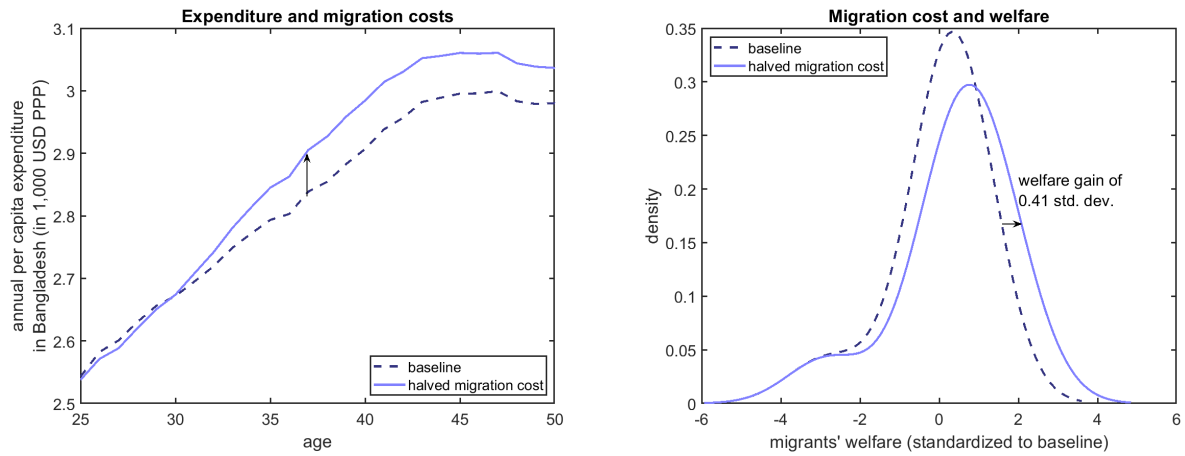 Expenditure and migration costs
3.1
3
2.9
2.8
2.7
2.6
2.5
annual per capita expenditure
in Bangladesh (in 1,000 USD PPP)
baseline
halved migration cost
25
30
35
40
45
50
age
Migration cost and welfare
baseline
halved migration cost
0.35
0.3
0.25
0.2
0.15
0.1
0.05
0
density
welfare gain of
0.41 std. dev.
-6
-4
-2
0
2
4
6
migrants' welfare (standardized to baseline)